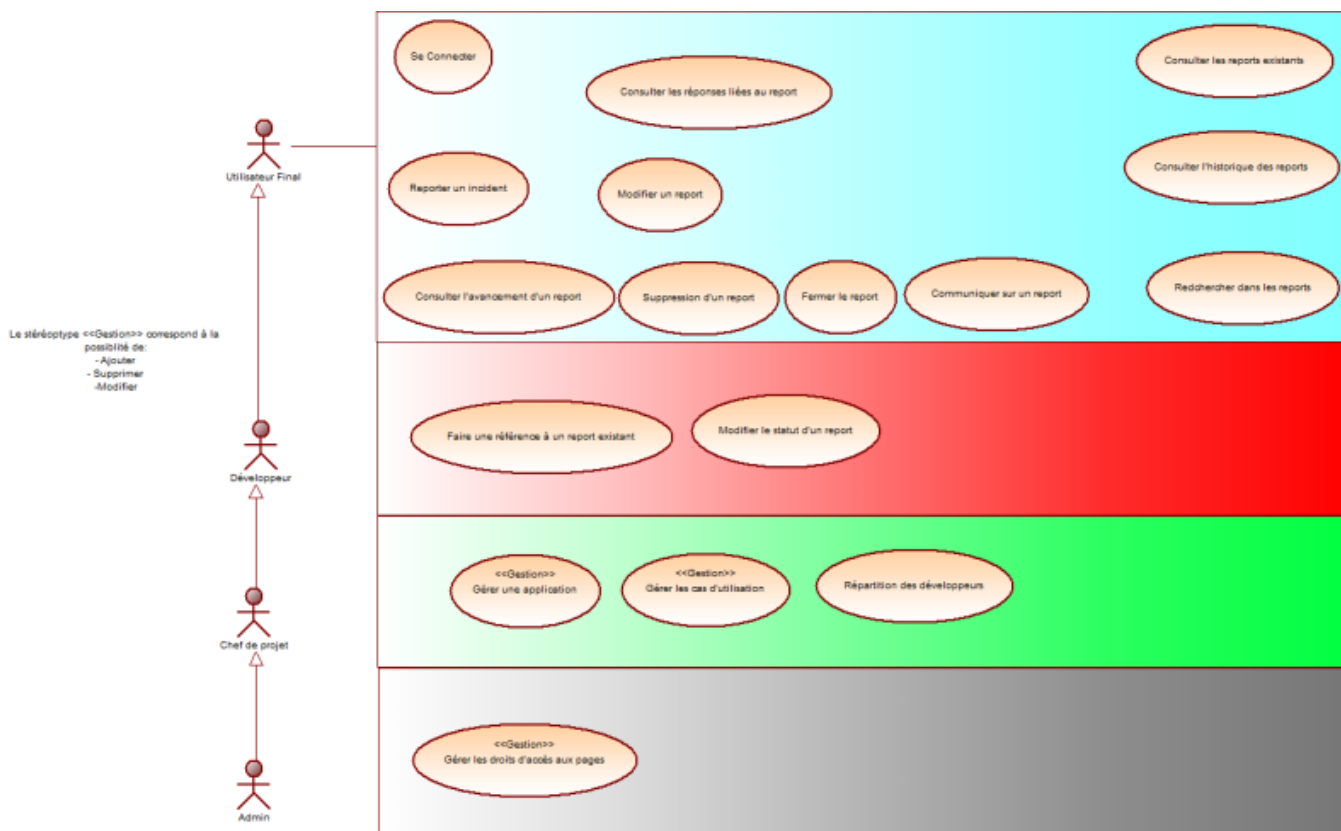 Se Connecter
Consulter les réponses liées au report
Consulter les reports existants
Utilisateur Final
Reporter un incident
Modifier un report
Consulter l'historique des reports
Consulter l'avancement d'un report
Suppression d'un report
Fermer le report
Communiquer sur un report
Redchercher dans les reports
Le stéréoptype <<Gestion>> correspond à la
possiblité de:
- Ajouter
- Supprimer
-Modifier
Faire une référence à un report existant
Modifier le statut d'un report
Développeur
<<Gestion>>
Gérer une application
<<Gestion>>
Gérer les cas d'utilisation
Répartition des développeurs
Chef de projet
<<Gestion>>
Gérer les droits d'accès aux pages
Admin